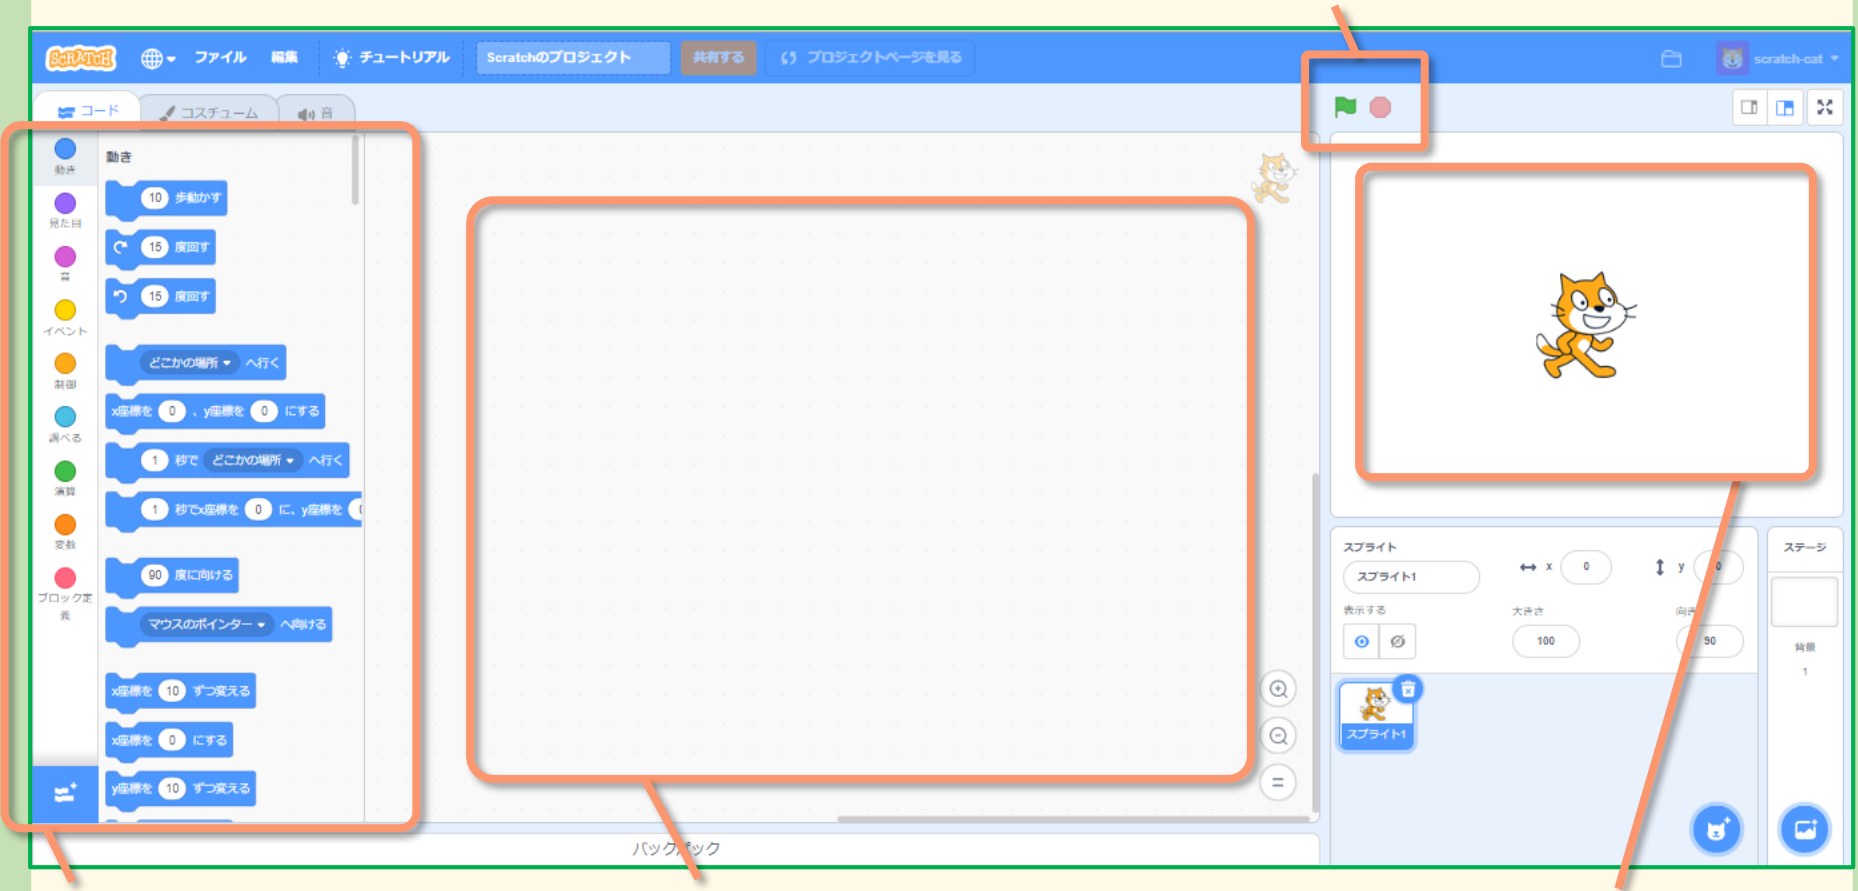 SCRATCH
ファイル
編集
チュートリアル
Scratchのプロジェクト
共有する
プロジェクトページを見る
scratch-cat
コード
コスチューム
音
動き
見た目
音
イベント
制御
調べる
演算
変数
ブロック定
義
動き
10 歩動かす
15 度回す
15 度回す
どこかの場所 へ行く
x座標を 0 、y座標を 0 にする
1 秒で どこかの場所 へ行く
1 秒でx座標を 0 に、y座標を
90 度に向ける
マウスのポインター へ向ける
x座標を 10 ずつ変える
x座標を 0 にする
y座標を 10 ずつ変える
バックパック
スプライト
スプライト1
x 0
y 0
表示する
大きさ
100
向き
90
スプライト1
ステージ
背景
1